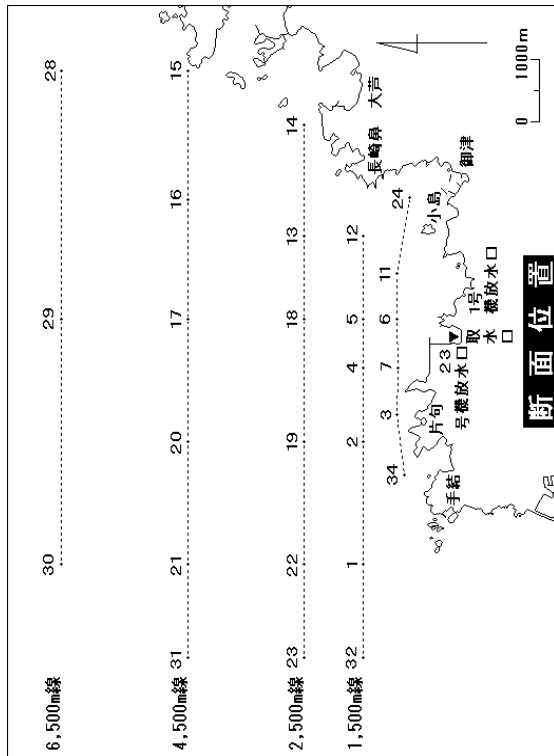 6,500m線 30 29 28
4,500m線 31 21 20 17 16 15
2,500m線 23 22 19 18 13 14
1,500m線 32 1 2 4 5 12
34 3 7 6 11 24
大芦
長崎鼻
小島
御津
手結
片句
23
号機放水口
取
水
口
1号
機放水口
0 1000m
断面位置